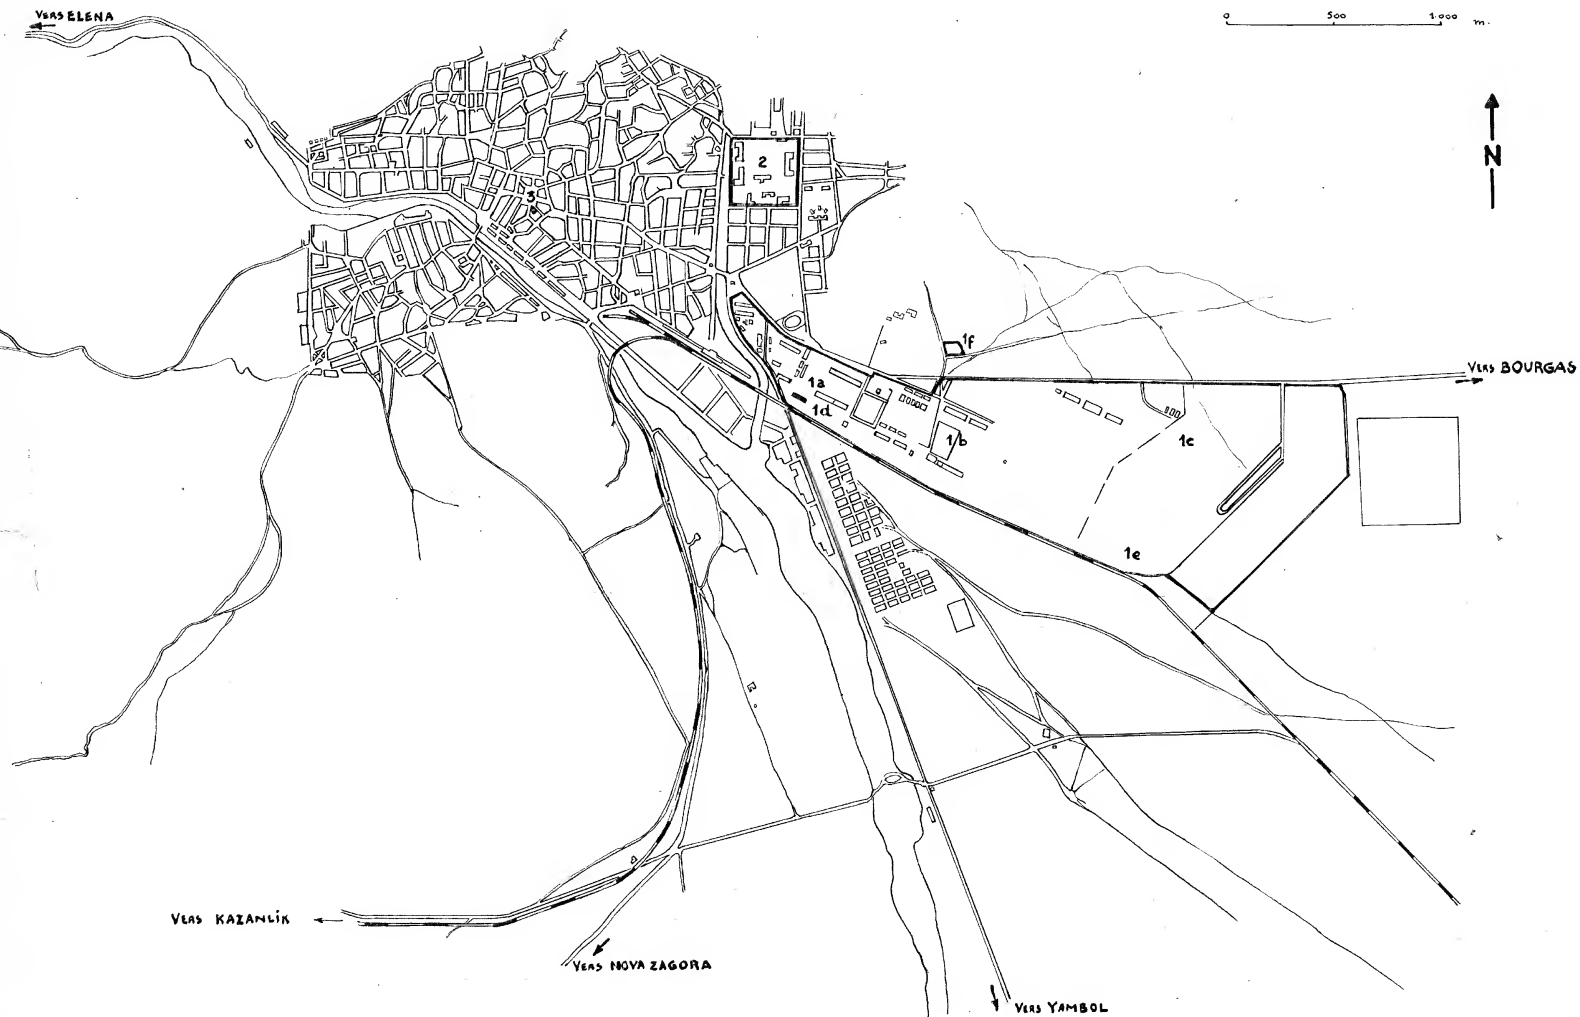 VERS ELENA
0 500 1.000 m.
N
2
3
1f
VERS BOURGAS
1a
1d
1b
1c
1e
VERS KAZANLIK
VERS NOVA ZAGORA
VERS YAMBOL